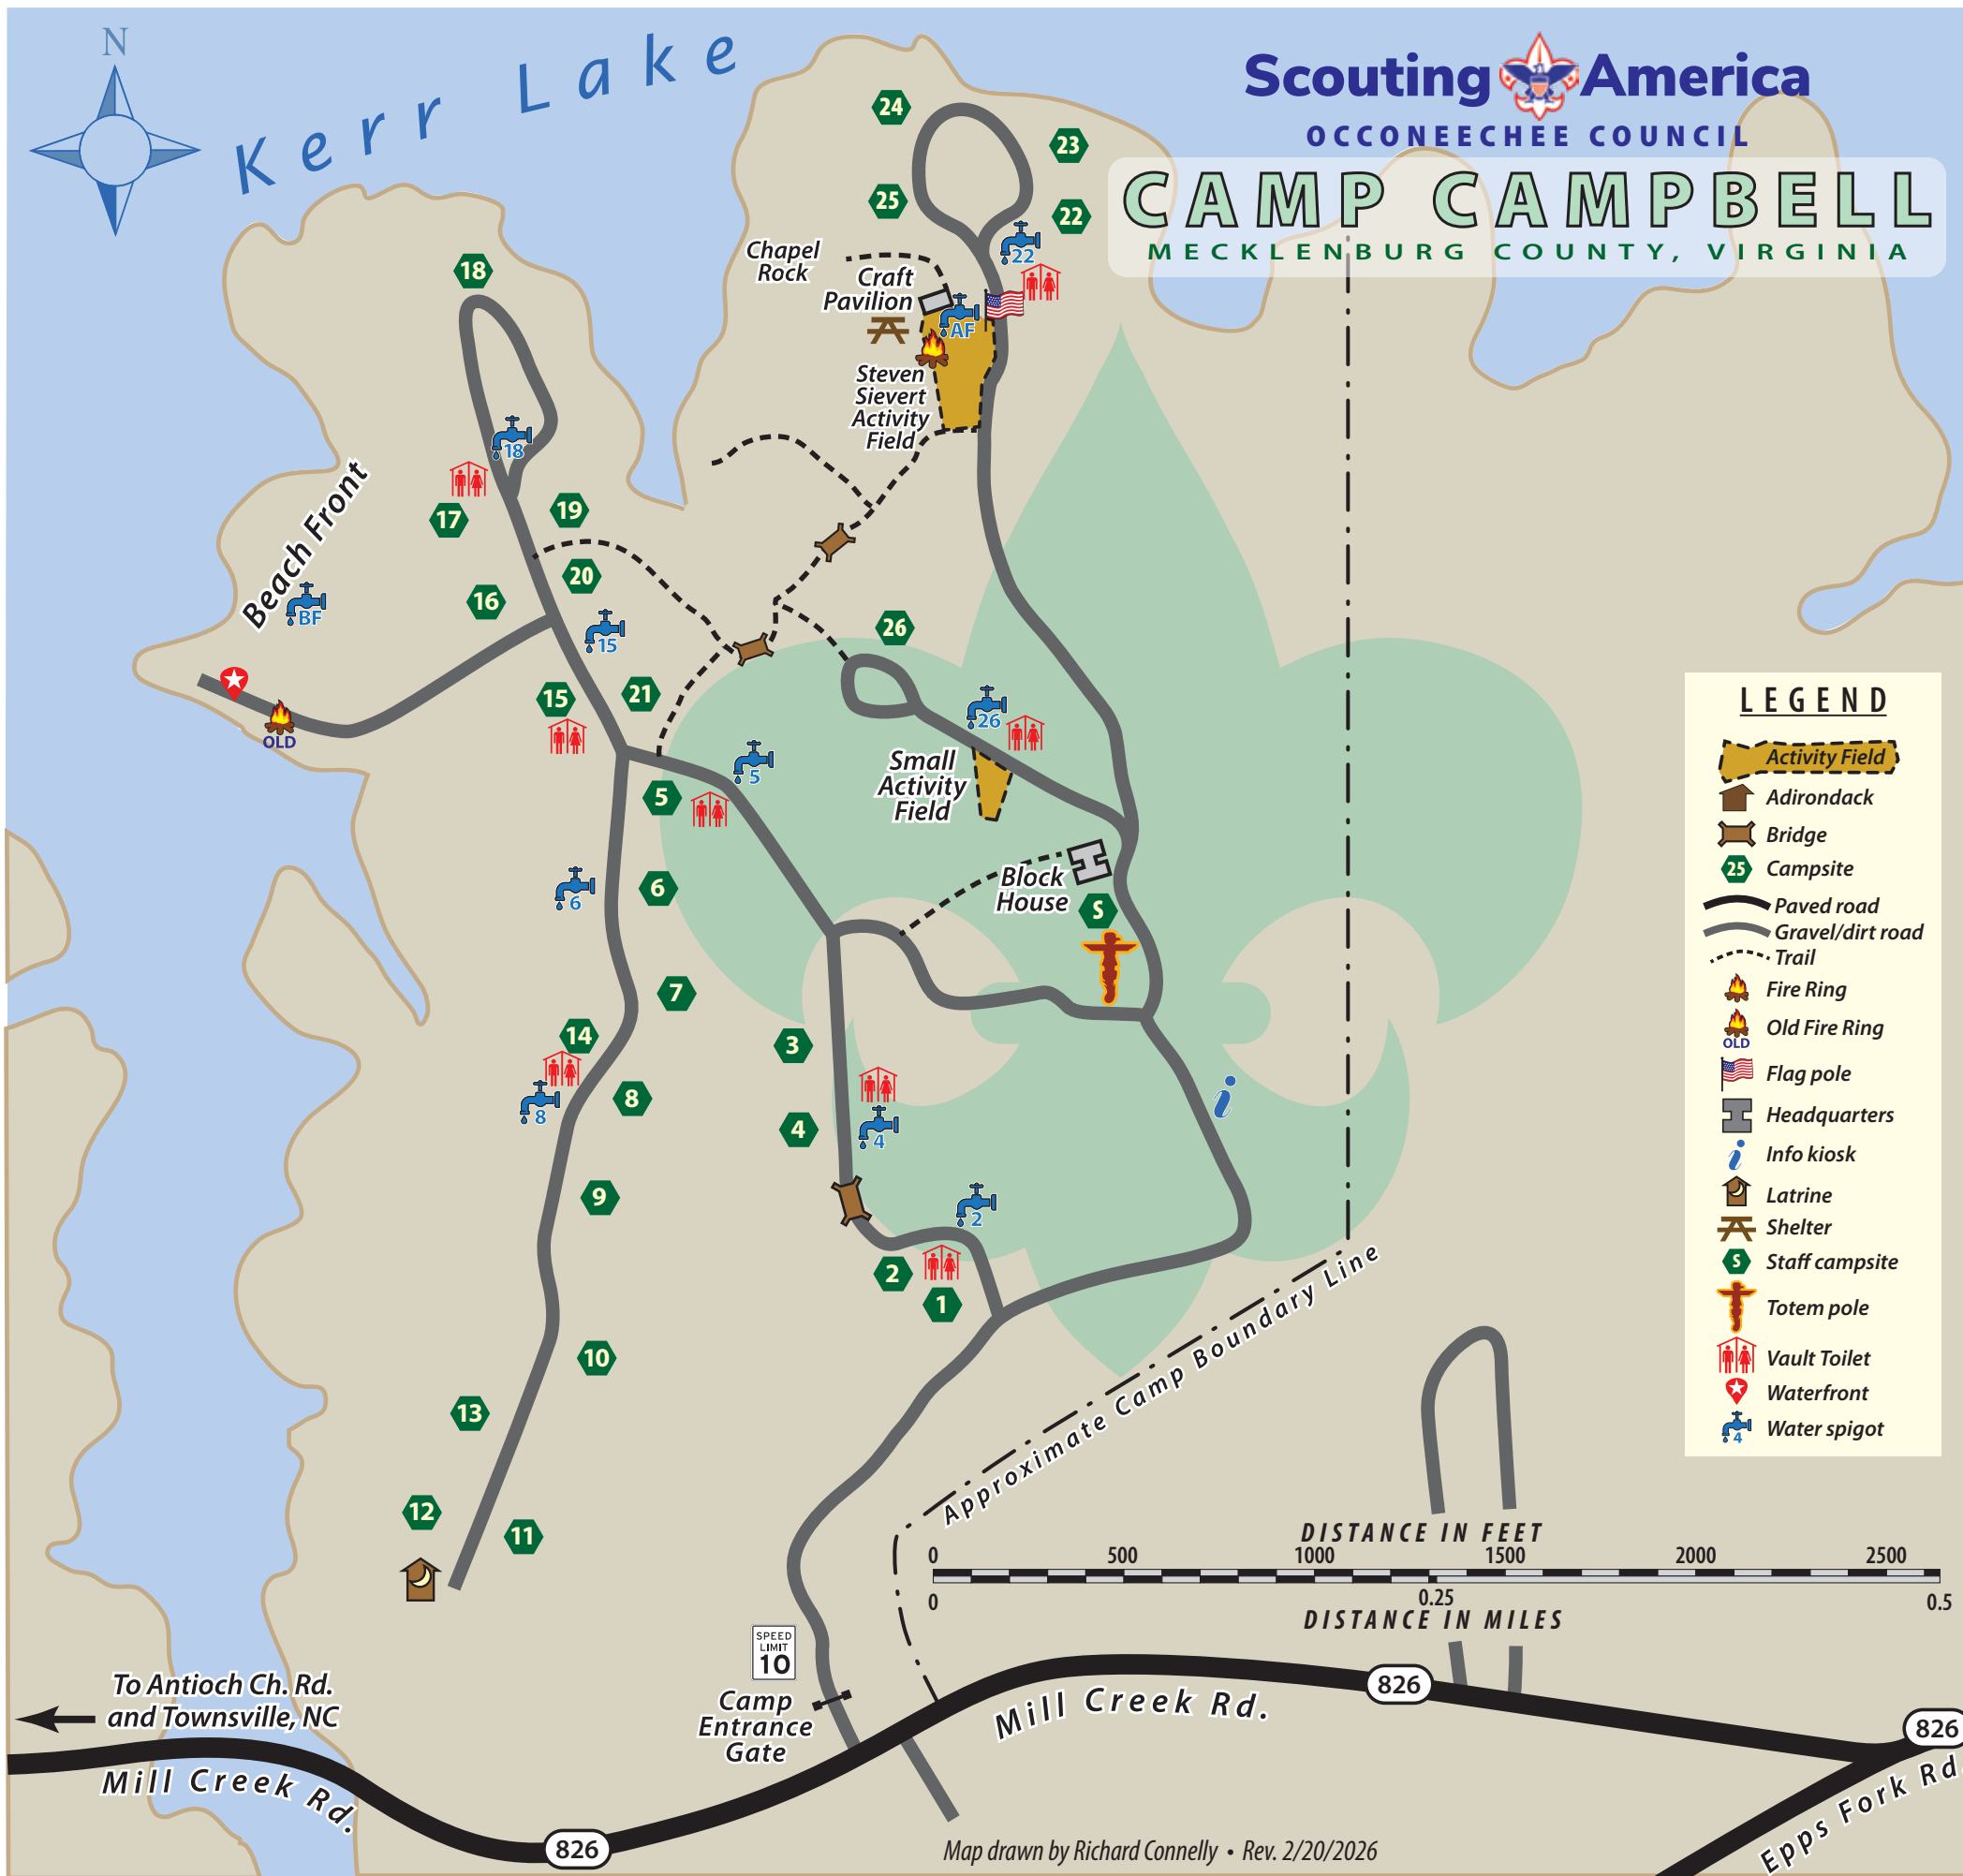 N
Kerr Lake
Scouting America
OCCONEECHEE COUNCIL
CAMP CAMPBELL
MECKLENBURG COUNTY, VIRGINIA
24
23
25
22
22
Chapel
Rock
Craft
Pavilion
AF
Steven
Sievert
Activity
Field
18
18
17
19
20
16
Beach Front
BF
15
15
21
OLD
26
26
5
5
Small
Activity
Field
6
6
Block
House
S
7
14
8
8
3
4
4
9
2
2
1
10
13
12
11
LEGEND
Activity Field
Adirondack
Bridge
25
Campsite
Paved road
Gravel/dirt road
Trail
Fire Ring
OLD
Old Fire Ring
Flag pole
Headquarters
Info kiosk
Latrine
Shelter
S
Staff campsite
Totem pole
Vault Toilet
Waterfront
4
Water spigot
Approximate Camp Boundary Line
DISTANCE IN FEET
0 500 1000 1500 2000 2500
0 0.25 0.5
DISTANCE IN MILES
SPEED
LIMIT
10
Camp
Entrance
Gate
To Antioch Ch. Rd.
and Townsville, NC
Mill Creek Rd.
826
Mill Creek Rd.
826
826
Epps Fork Rd.
Map drawn by Richard Connelly • Rev. 2/20/2026